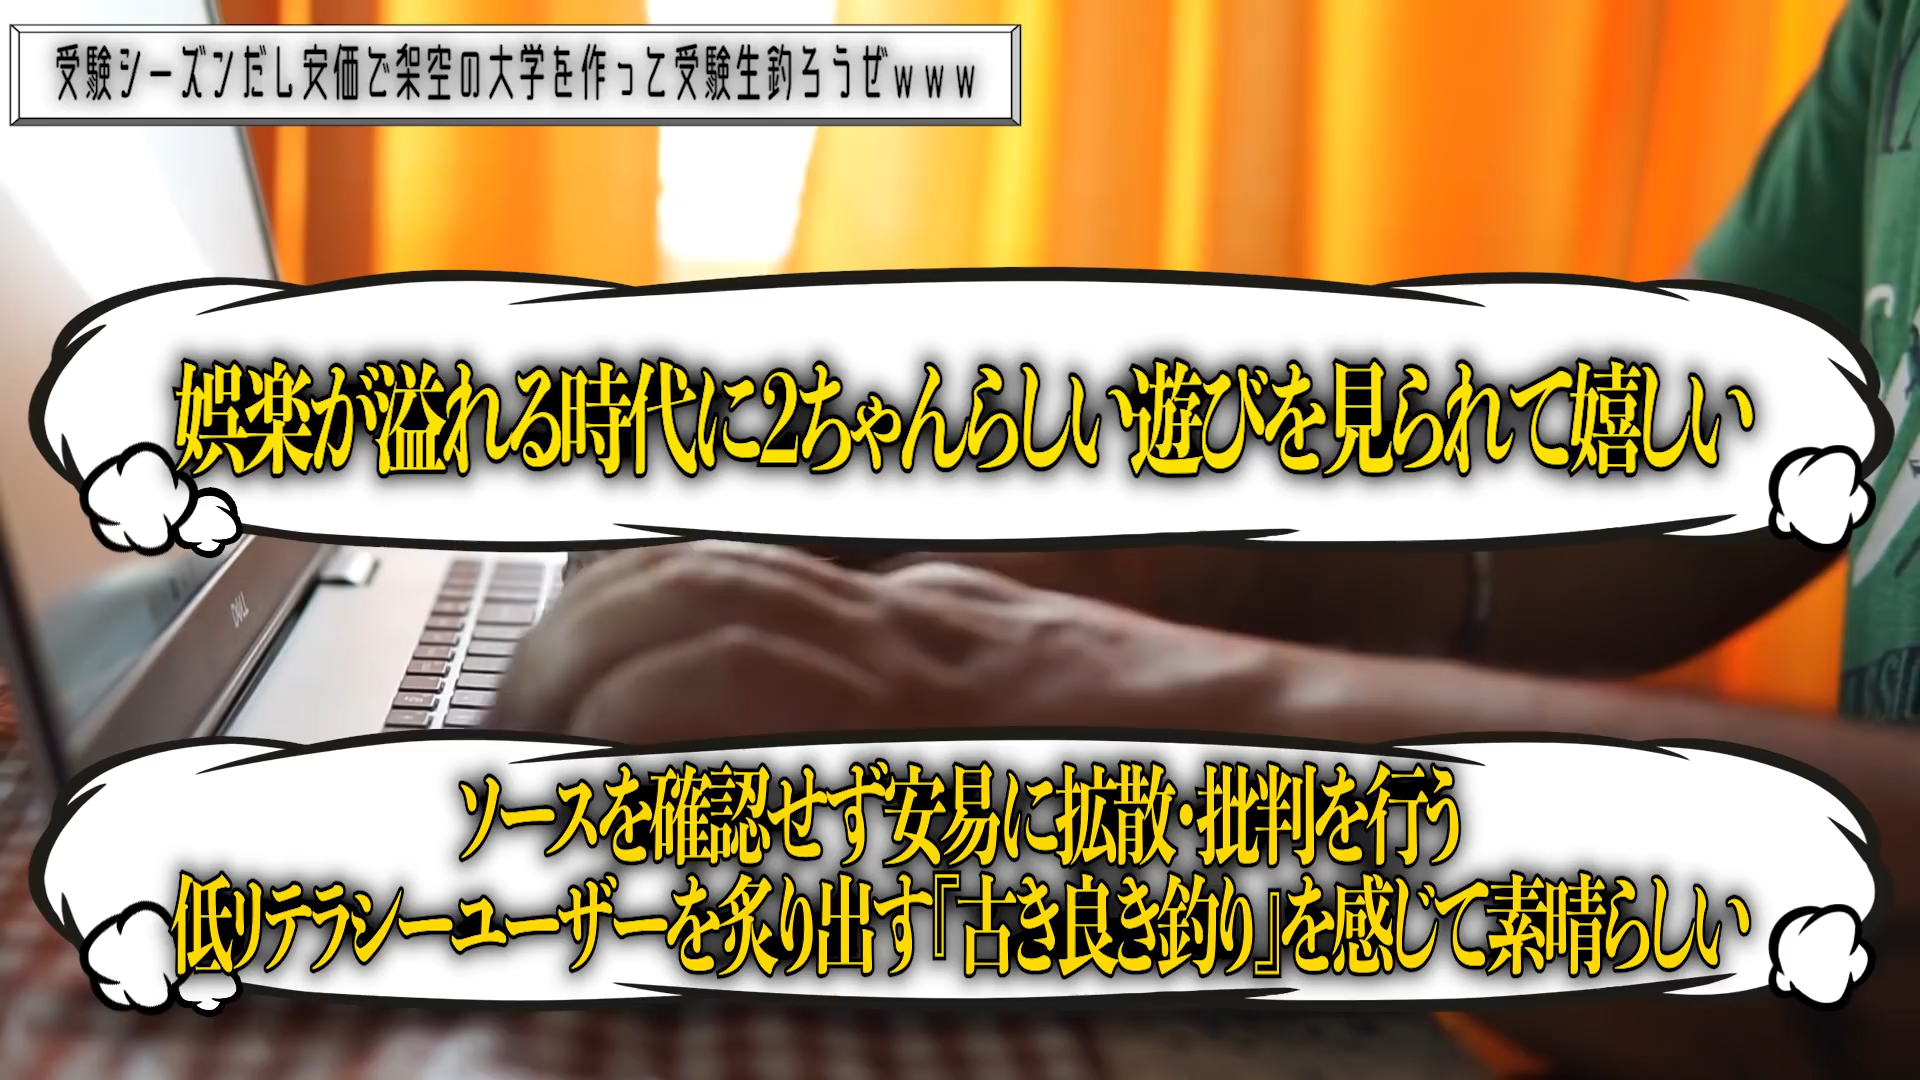 受験シーズンだし安価で架空の大学を作って受験生釣ろうぜｗｗｗ
娯楽が溢れる時代に2ちゃんらしい遊びを見られて嬉しい
DELL
ソースを確認せず安易に拡散・批判を行う
低リテラシーユーザーを炙り出す『古き良き釣り』を感じて素晴らしい